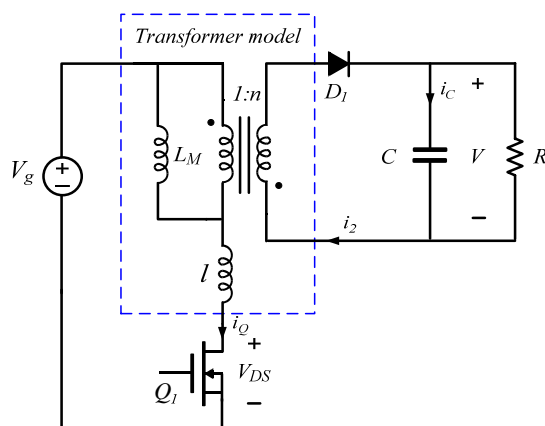 Transformer model
1:n
D1
iC
+
LM
C
V
R
Vg
+
−
−
i2
l
iQ
+
VDS
Q1
−